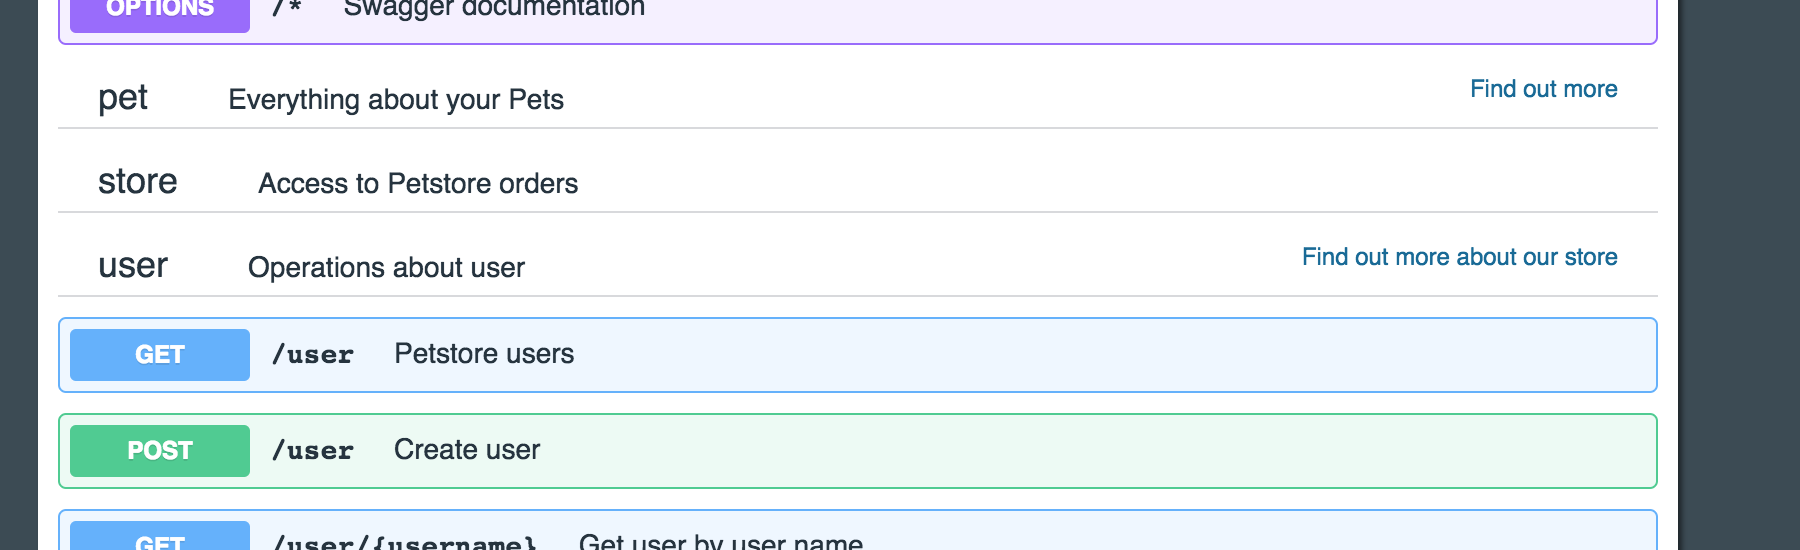 OPTIONS /* Swagger documentation
pet Everything about your Pets Find out more
store Access to Petstore orders
user Operations about user Find out more about our store
GET /user Petstore users
POST /user Create user
GET /user/{username} Get user by user name